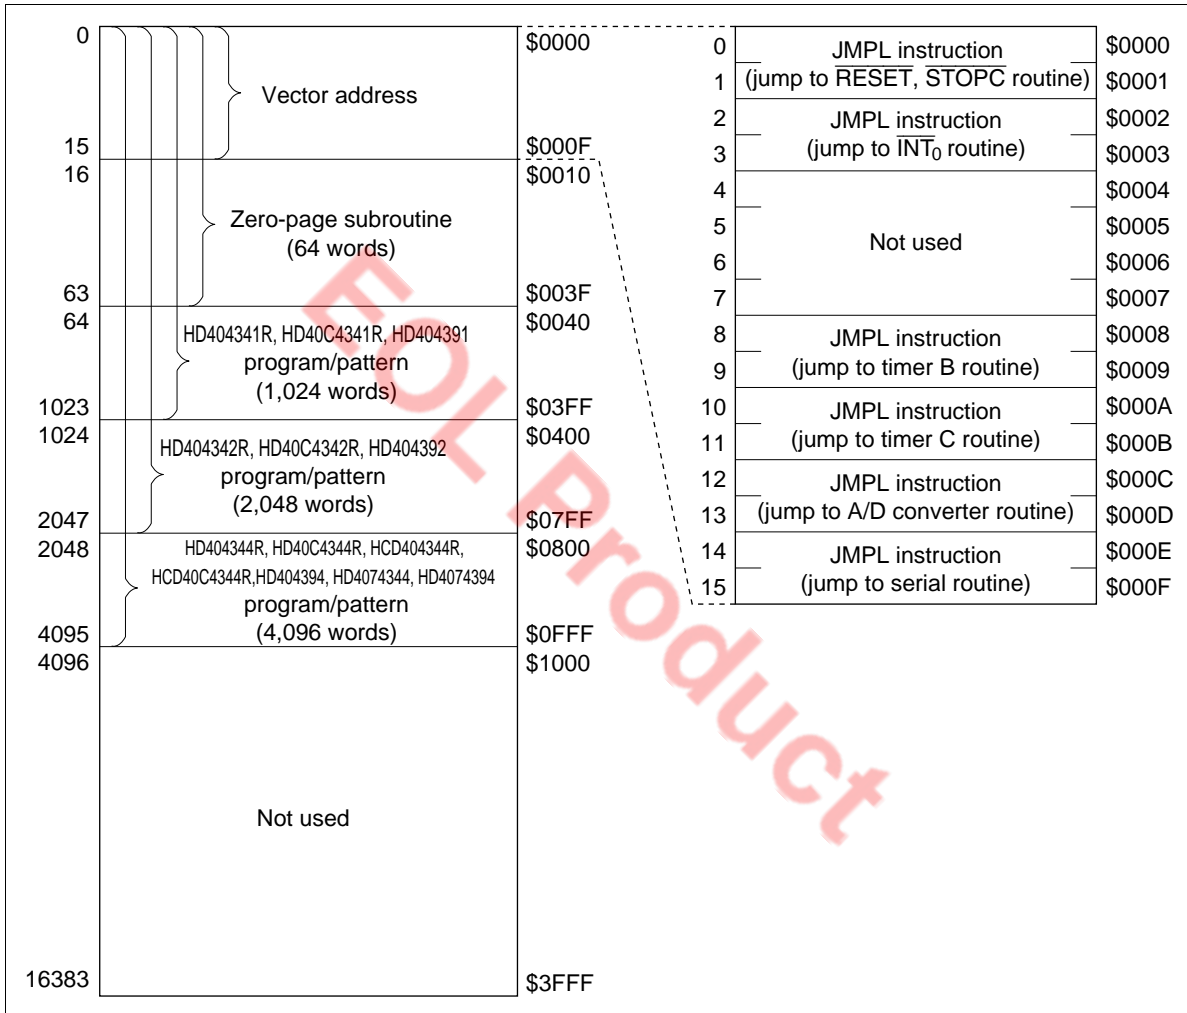 0
$0000
Vector address
15
$000F
16
$0010
Zero-page subroutine
(64 words)
63
$003F
64
$0040
HD404341R, HD40C4341R, HD404391
program/pattern
(1,024 words)
1023
$03FF
1024
$0400
HD404342R, HD40C4342R, HD404392
program/pattern
(2,048 words)
2047
$07FF
2048
$0800
HD404344R, HD40C4344R, HCD404344R,
HCD40C4344R,HD404394, HD4074344, HD4074394
program/pattern
(4,096 words)
4095
$0FFF
4096
$1000
Not used
16383
$3FFF
0
JMPL instruction
$0000
1
(jump to RESET, STOPC routine)
$0001
2
JMPL instruction
$0002
3
(jump to INT0 routine)
$0003
4
$0004
5
$0005
Not used
6
$0006
7
$0007
8
JMPL instruction
$0008
9
(jump to timer B routine)
$0009
10
JMPL instruction
$000A
11
(jump to timer C routine)
$000B
12
JMPL instruction
$000C
13
(jump to A/D converter routine)
$000D
14
JMPL instruction
$000E
15
(jump to serial routine)
$000F
EOL Product